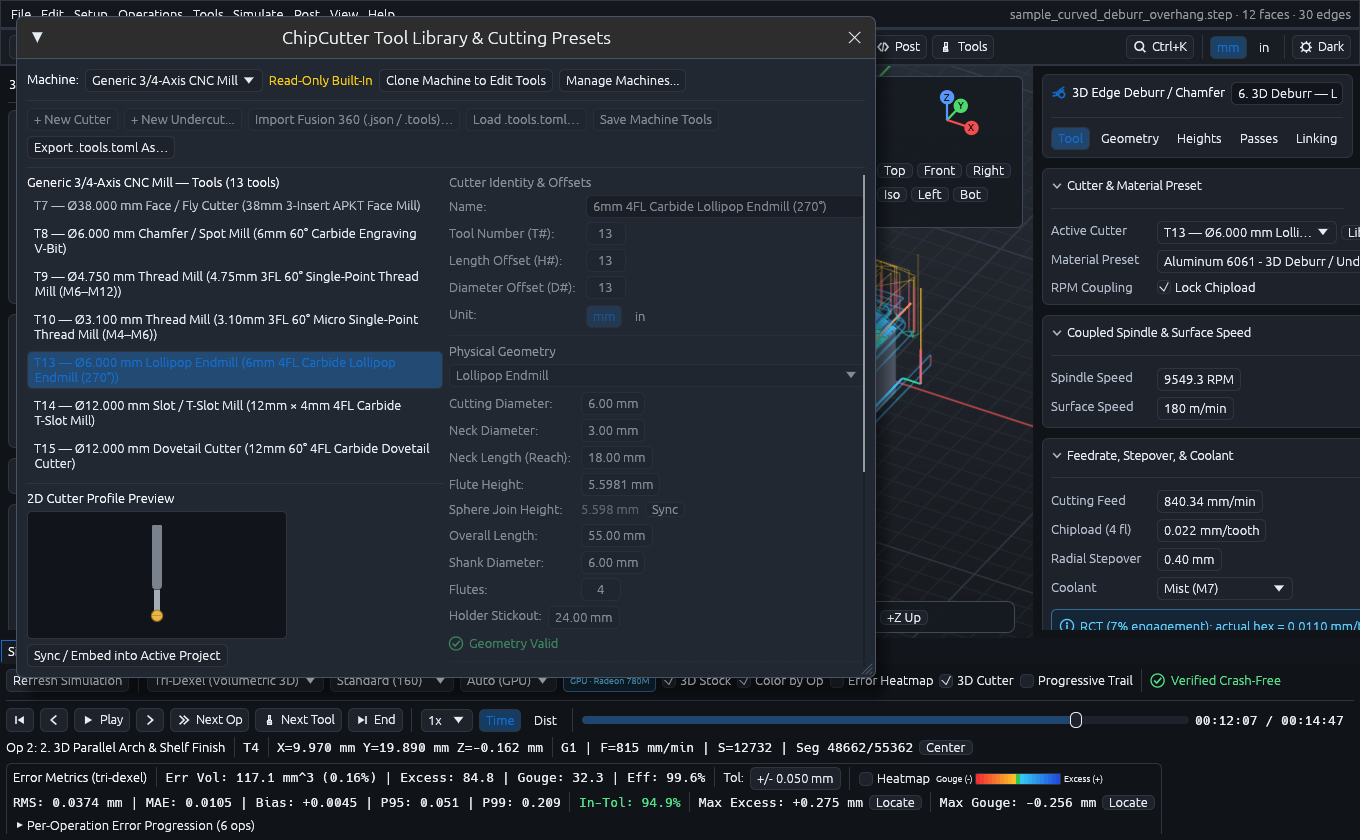 File Edit Setup Operations Tools Simulate Post View Help
sample_curved_deburr_overhang.step · 12 faces · 30 edges
ChipCutter Tool Library & Cutting Presets
Post
Tools
Ctrl+K
mm
in
Dark
Machine:
Generic 3/4-Axis CNC Mill
Read-Only Built-In
Clone Machine to Edit Tools
Manage Machines...
+ New Cutter
+ New Undercut...
Import Fusion 360 (.json / .tools)...
Load .tools.toml...
Save Machine Tools
Export .tools.toml As...
Generic 3/4-Axis CNC Mill — Tools (13 tools)
T7 — Ø38.000 mm Face / Fly Cutter (38mm 3-Insert APKT Face Mill)
T8 — Ø6.000 mm Chamfer / Spot Mill (6mm 60° Carbide Engraving
V-Bit)
T9 — Ø4.750 mm Thread Mill (4.75mm 3FL 60° Single-Point Thread
Mill (M6–M12))
T10 — Ø3.100 mm Thread Mill (3.10mm 3FL 60° Micro Single-Point
Thread Mill (M4–M6))
T13 — Ø6.000 mm Lollipop Endmill (6mm 4FL Carbide Lollipop
Endmill (270°))
T14 — Ø12.000 mm Slot / T-Slot Mill (12mm × 4mm 4FL Carbide
T-Slot Mill)
T15 — Ø12.000 mm Dovetail Cutter (12mm 60° 4FL Carbide Dovetail
Cutter)
2D Cutter Profile Preview
Sync / Embed into Active Project
Cutter Identity & Offsets
Name: 6mm 4FL Carbide Lollipop Endmill (270°)
Tool Number (T#): 13
Length Offset (H#): 13
Diameter Offset (D#): 13
Unit: mm in
Physical Geometry
Lollipop Endmill
Cutting Diameter: 6.00 mm
Neck Diameter: 3.00 mm
Neck Length (Reach): 18.00 mm
Flute Height: 5.5981 mm
Sphere Join Height: 5.598 mm Sync
Overall Length: 55.00 mm
Shank Diameter: 6.00 mm
Flutes: 4
Holder Stickout: 24.00 mm
Geometry Valid
Z
Y
X
Top Front Right
Iso Left Bot
+Z Up
3D Edge Deburr / Chamfer 6. 3D Deburr — L
Tool Geometry Heights Passes Linking
Cutter & Material Preset
Active Cutter T13 — Ø6.000 mm Lolli...
Material Preset Aluminum 6061 - 3D Deburr / Und
RPM Coupling Lock Chipload
Coupled Spindle & Surface Speed
Spindle Speed 9549.3 RPM
Surface Speed 180 m/min
Feedrate, Stepover, & Coolant
Cutting Feed 840.34 mm/min
Chipload (4 fl) 0.022 mm/tooth
Radial Stepover 0.40 mm
Coolant Mist (M7)
RCT (7% engagement): actual hex = 0.0110 mm/
Refresh Simulation Tri-Dexel (Volumetric 3D) Standard (160) Auto (GPU) GPU · Radeon 780M 3D Stock Color by Op Error Heatmap 3D Cutter Progressive Trail Verified Crash-Free
Play Next Op Next Tool End 1x Time Dist 00:12:07 / 00:14:47
Op 2: 2. 3D Parallel Arch & Shelf Finish T4 X=9.970 mm Y=19.890 mm Z=-0.162 mm G1 | F=815 mm/min | S=12732 | Seg 48662/55362 Center
Error Metrics (tri-dexel) Err Vol: 117.1 mm^3 (0.16%) | Excess: 84.8 | Gouge: 32.3 | Eff: 99.6% Tol: +/- 0.050 mm Heatmap Gouge (-) Excess (+)
RMS: 0.0374 mm | MAE: 0.0105 | Bias: +0.0045 | P95: 0.051 | P99: 0.209 In-Tol: 94.9% Max Excess: +0.275 mm Locate Max Gouge: -0.256 mm Locate
Per-Operation Error Progression (6 ops)